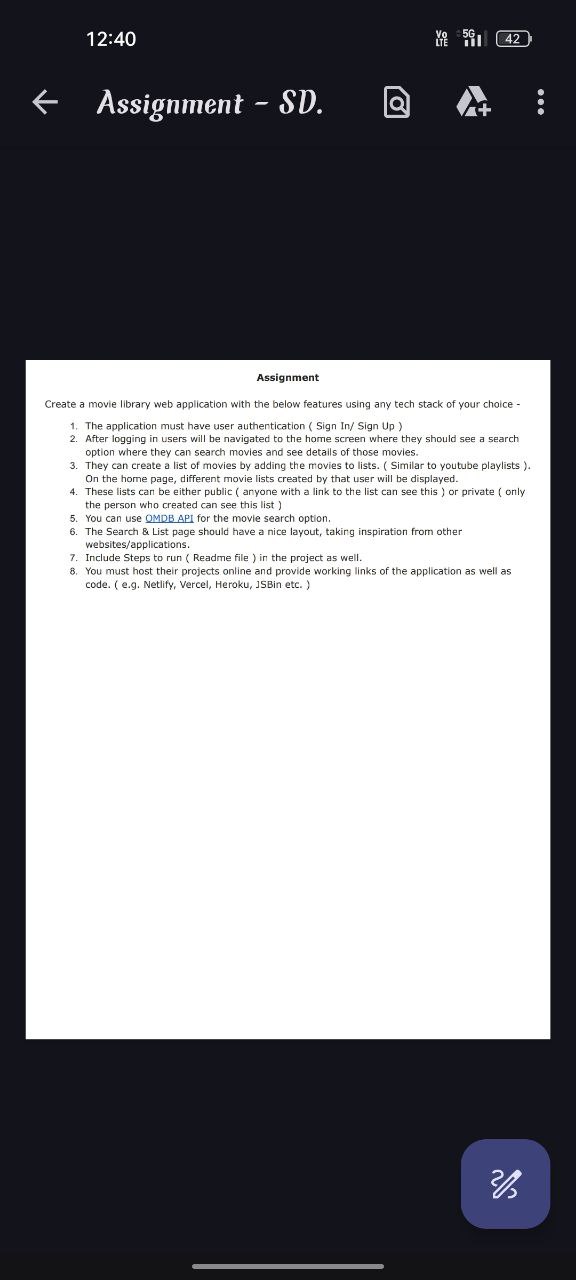 12:40
Vo
LTE
5G
42
Assignment - SD.
Assignment
Create a movie library web application with the below features using any tech stack of your choice -
1. The application must have user authentication ( Sign In/ Sign Up )
2. After logging in users will be navigated to the home screen where they should see a search
option where they can search movies and see details of those movies.
3. They can create a list of movies by adding the movies to lists. ( Similar to youtube playlists ).
On the home page, different movie lists created by that user will be displayed.
4. These lists can be either public ( anyone with a link to the list can see this ) or private ( only
the person who created can see this list )
5. You can use OMDB API for the movie search option.
6. The Search & List page should have a nice layout, taking inspiration from other
websites/applications.
7. Include Steps to run ( Readme file ) in the project as well.
8. You must host their projects online and provide working links of the application as well as
code. ( e.g. Netlify, Vercel, Heroku, JSBin etc. )